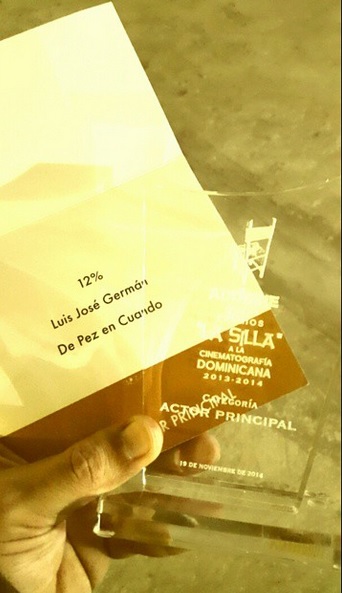 12%
Luis José Germán
De Pez en Cuando
"LA SILLA"
A LA
CINEMATOGRAFÍA
DOMINICANA
2013-2014
CATEGORÍA
ACTOR PRINCIPAL
R PRINCIPAL
19 DE NOVIEMBRE DE 2014